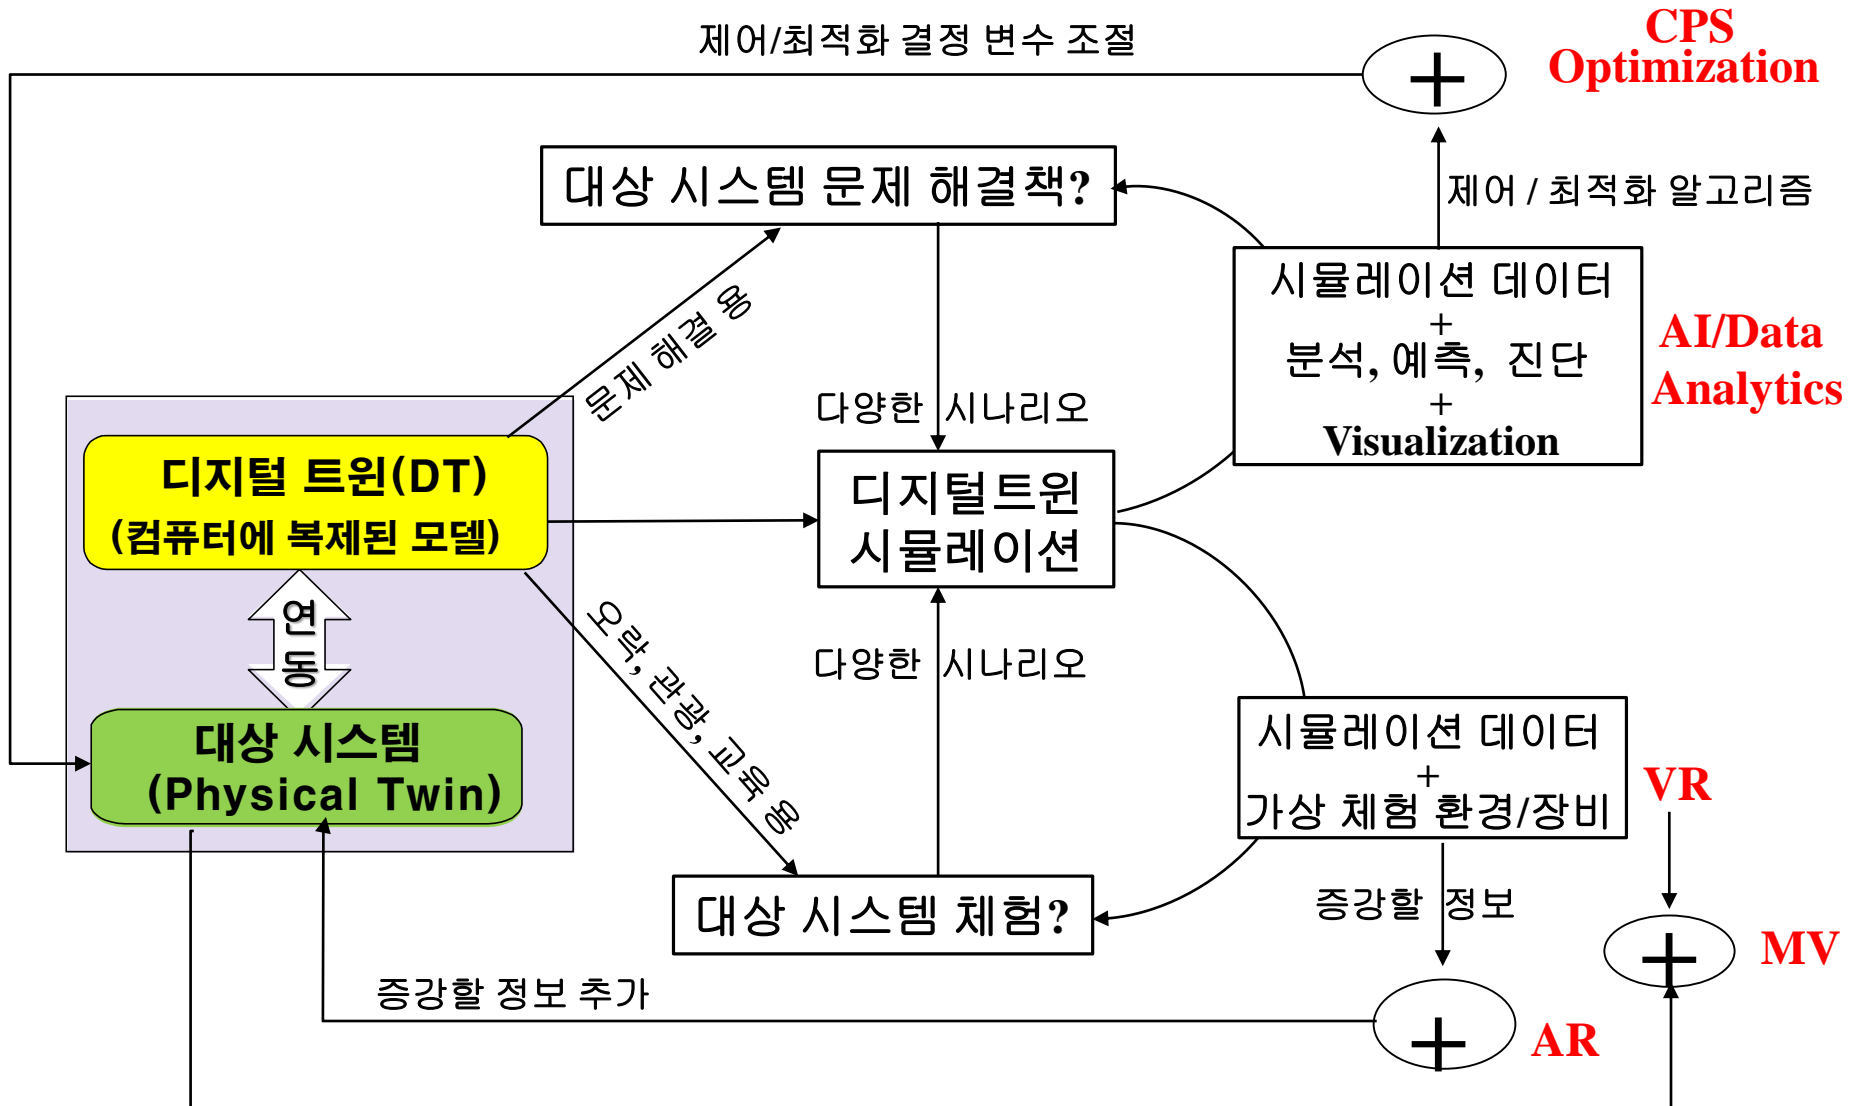 제어/최적화 결정 변수 조절
CPS
Optimization
+
대상 시스템 문제 해결책?
제어 / 최적화 알고리즘
시뮬레이션 데이터
+
분석, 예측, 진단
+
Visualization
AI/Data
Analytics
문제 해결 용
다양한 시나리오
디지털 트윈(DT)
(컴퓨터에 복제된 모델)
디지털트윈
시뮬레이션
연
동
오락, 관광, 교육 용
다양한 시나리오
대상 시스템
(Physical Twin)
시뮬레이션 데이터
+
가상 체험 환경/장비
VR
대상 시스템 체험?
증강할 정보
+
MV
증강할 정보 추가
+
AR